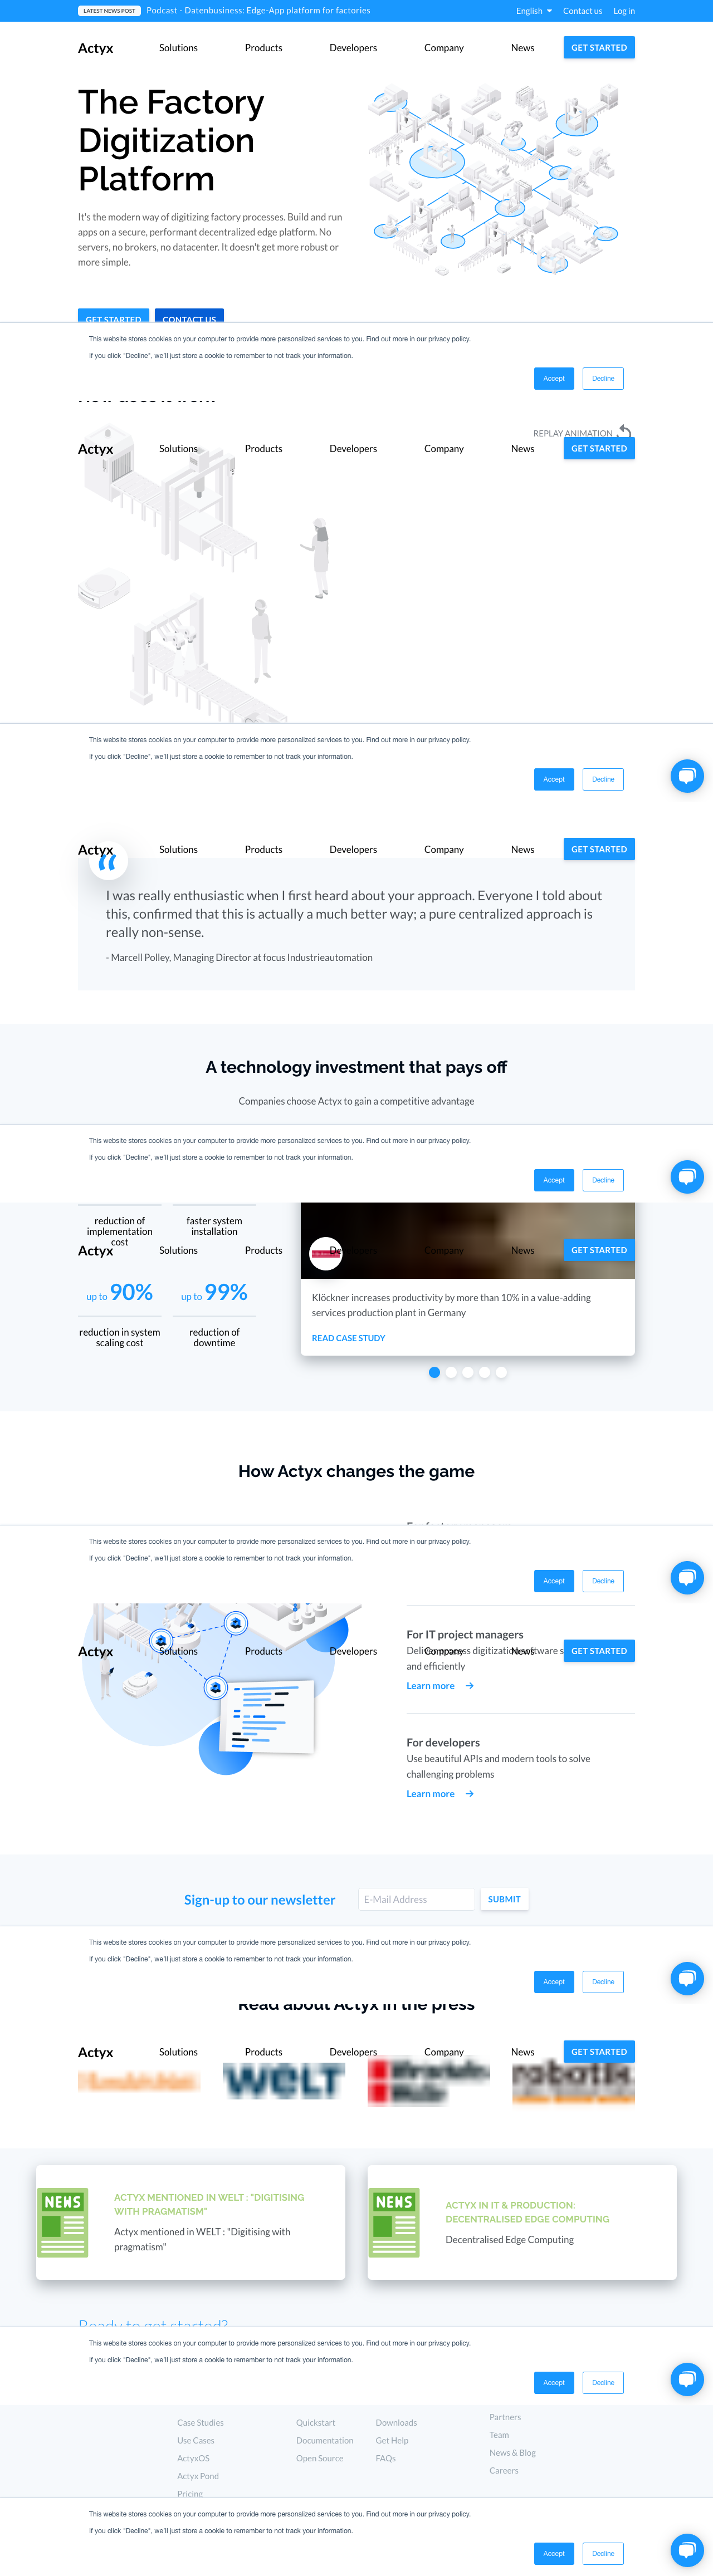 LATEST NEWS POST Podcast - Datenbusiness: Edge-App platform for factories English Contact us Log in
Actyx Solutions Products Developers Company News GET STARTED
The Factory
Digitization
Platform
It's the modern way of digitizing factory processes. Build and run
apps on a secure, performant decentralized edge platform. No
servers, no brokers, no datacenter. It doesn't get more robust or
more simple.
GET STARTED CONTACT US
This website stores cookies on your computer to provide more personalized services to you. Find out more in our privacy policy.
If you click "Decline", we'll just store a cookie to remember to not track your information.
Accept Decline
REPLAY ANIMATION
Actyx Solutions Products Developers Company News GET STARTED
This website stores cookies on your computer to provide more personalized services to you. Find out more in our privacy policy.
If you click "Decline", we'll just store a cookie to remember to not track your information.
Accept Decline
Actyx Solutions Products Developers Company News GET STARTED
I was really enthusiastic when I first heard about your approach. Everyone I told about
this, confirmed that this is actually a much better way; a pure centralized approach is
really non-sense.
- Marcell Polley, Managing Director at focus Industrieautomation
A technology investment that pays off
Companies choose Actyx to gain a competitive advantage
This website stores cookies on your computer to provide more personalized services to you. Find out more in our privacy policy.
If you click "Decline", we'll just store a cookie to remember to not track your information.
Accept Decline
reduction of
implementation
cost
faster system
installation
Actyx Solutions Products Developers Company News GET STARTED
up to 90% up to 99%
reduction in system
scaling cost
reduction of
downtime
Klöckner increases productivity by more than 10% in a value-adding
services production plant in Germany
READ CASE STUDY
How Actyx changes the game
This website stores cookies on your computer to provide more personalized services to you. Find out more in our privacy policy.
If you click "Decline", we'll just store a cookie to remember to not track your information.
Accept Decline
For IT project managers
Actyx Solutions Products Developers Company News GET STARTED
digitization software
and efficiently
Learn more
For developers
Use beautiful APIs and modern tools to solve
challenging problems
Learn more
Sign-up to our newsletter E-Mail Address SUBMIT
This website stores cookies on your computer to provide more personalized services to you. Find out more in our privacy policy.
If you click "Decline", we'll just store a cookie to remember to not track your information.
Accept Decline
Read about Actyx in the press
Actyx Solutions Products Developers Company News GET STARTED
WELT
NEWS
ACTYX MENTIONED IN WELT : "DIGITISING
WITH PRAGMATISM"
Actyx mentioned in WELT : "Digitising with
pragmatism"
NEWS
ACTYX IN IT & PRODUCTION:
DECENTRALISED EDGE COMPUTING
Decentralised Edge Computing
Ready to get started?
This website stores cookies on your computer to provide more personalized services to you. Find out more in our privacy policy.
If you click "Decline", we'll just store a cookie to remember to not track your information.
Accept Decline
Case Studies
Use Cases
ActyxOS
Actyx Pond
Pricing
Quickstart
Documentation
Open Source
Downloads
Get Help
FAQs
Partners
Team
News & Blog
Careers
This website stores cookies on your computer to provide more personalized services to you. Find out more in our privacy policy.
If you click "Decline", we'll just store a cookie to remember to not track your information.
Accept Decline